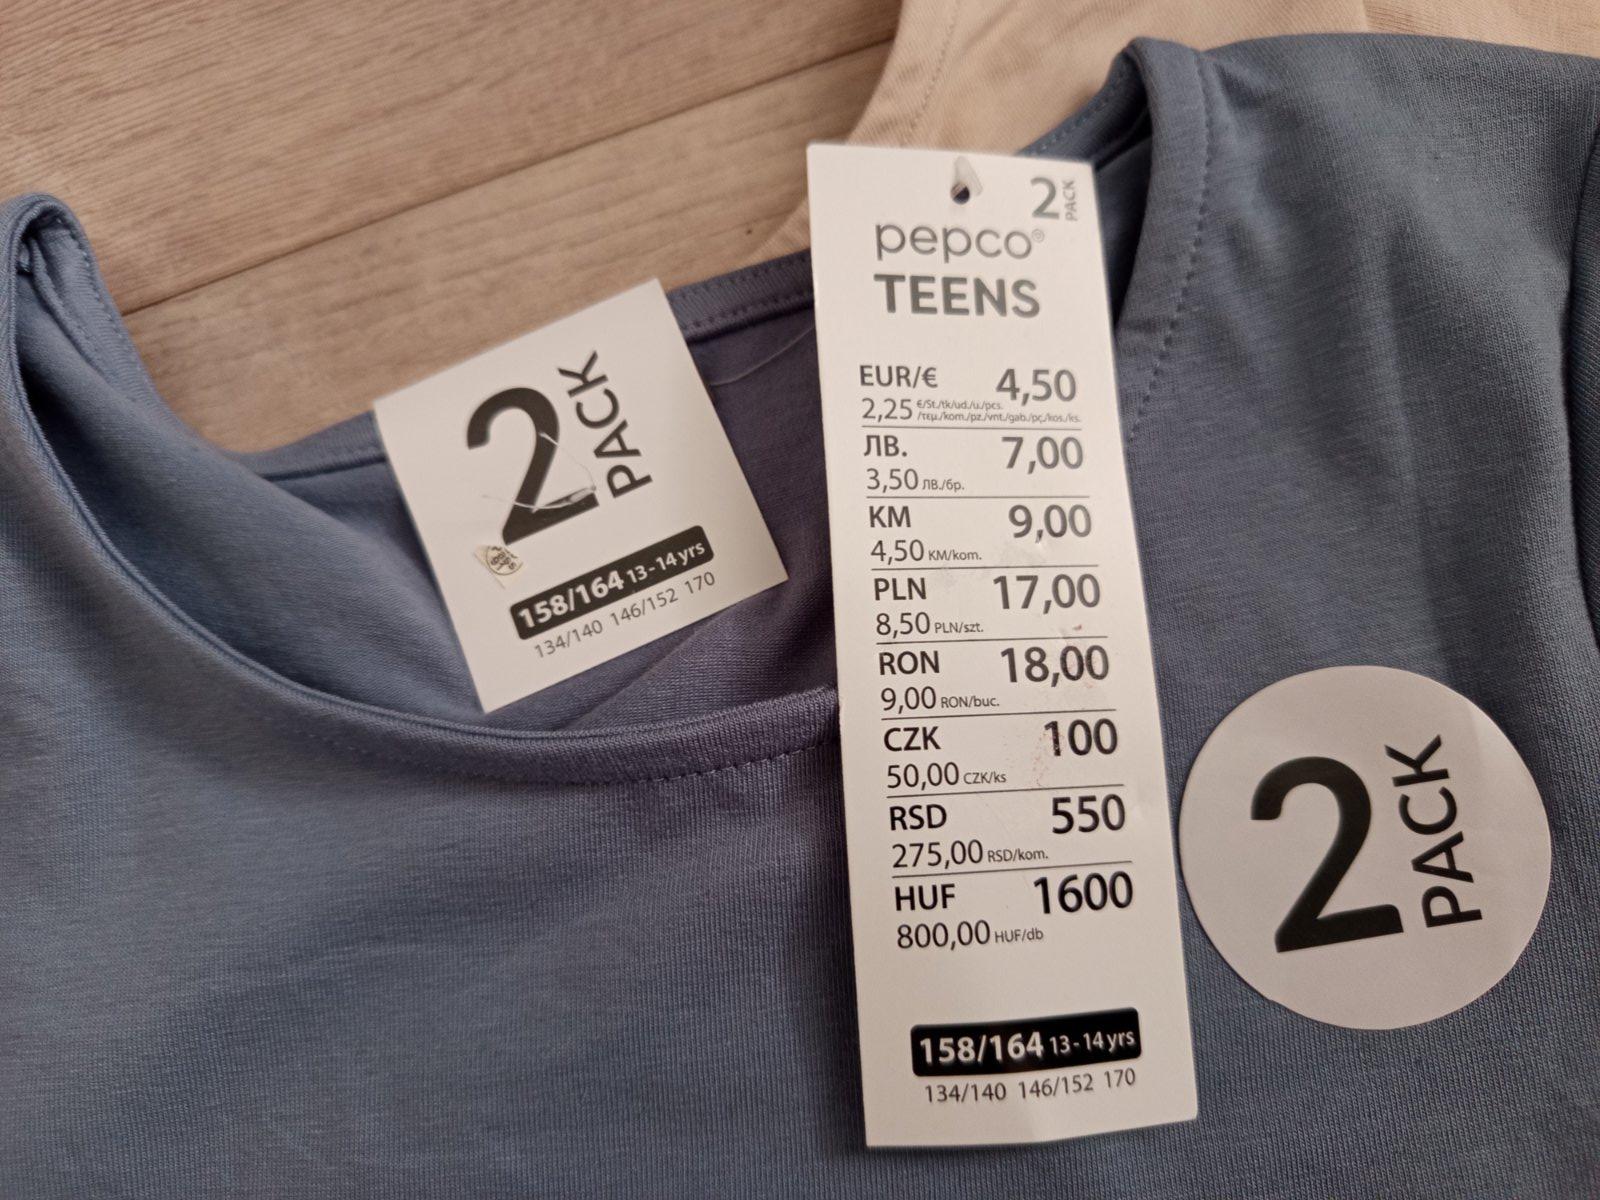 2
PACK
158/164 13-14 yrs
134/140 146/152 170
2 PACK
pepco®
TEENS
EUR/€ 4,50
2,25 €/St./tk/ud./u./pcs.
/τεμ./kom./pz./vnt./gab./pç./kos./ks.
ЛВ. 7,00
3,50 ЛВ./бр.
KM 9,00
4,50 KM/kom.
PLN 17,00
8,50 PLN/szt.
RON 18,00
9,00 RON/buc.
CZK 100
50,00 CZK/ks
RSD 550
275,00 RSD/kom.
HUF 1600
800,00 HUF/db
158/164 13-14 yrs
134/140 146/152 170
2
PACK